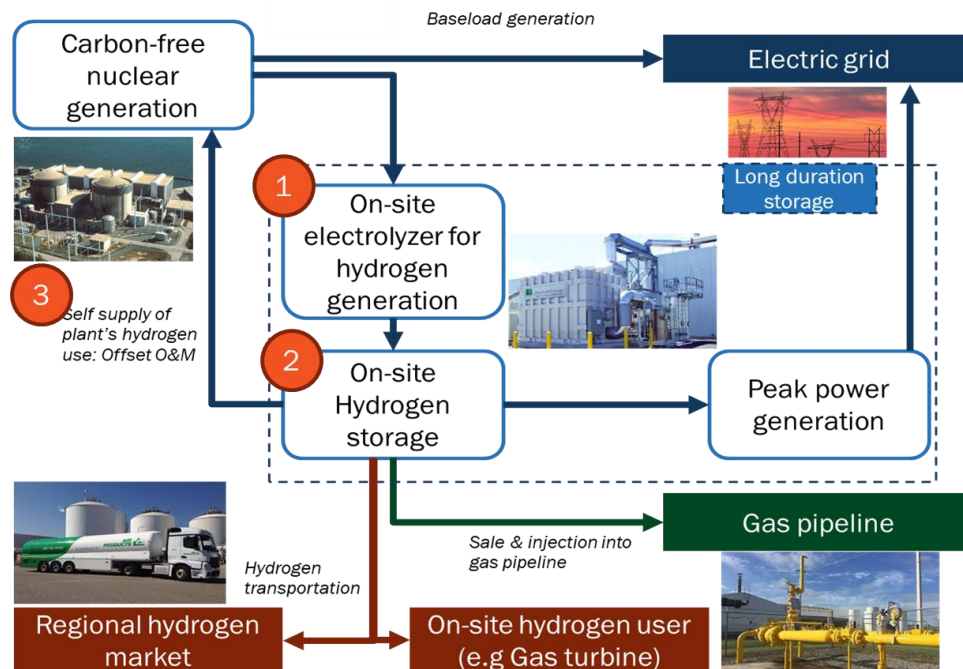 Baseload generation
Carbon-free
nuclear
generation
Electric grid
1
On-site
electrolyzer for
hydrogen
generation
Long duration
storage
3
Self supply of
plant's hydrogen
use: Offset O&M
2
On-site
Hydrogen
storage
Peak power
generation
AIR
PRODUCTS
Hydrogen
transportation
Sale & injection into
gas pipeline
Gas pipeline
Regional hydrogen
market
On-site hydrogen user
(e.g Gas turbine)